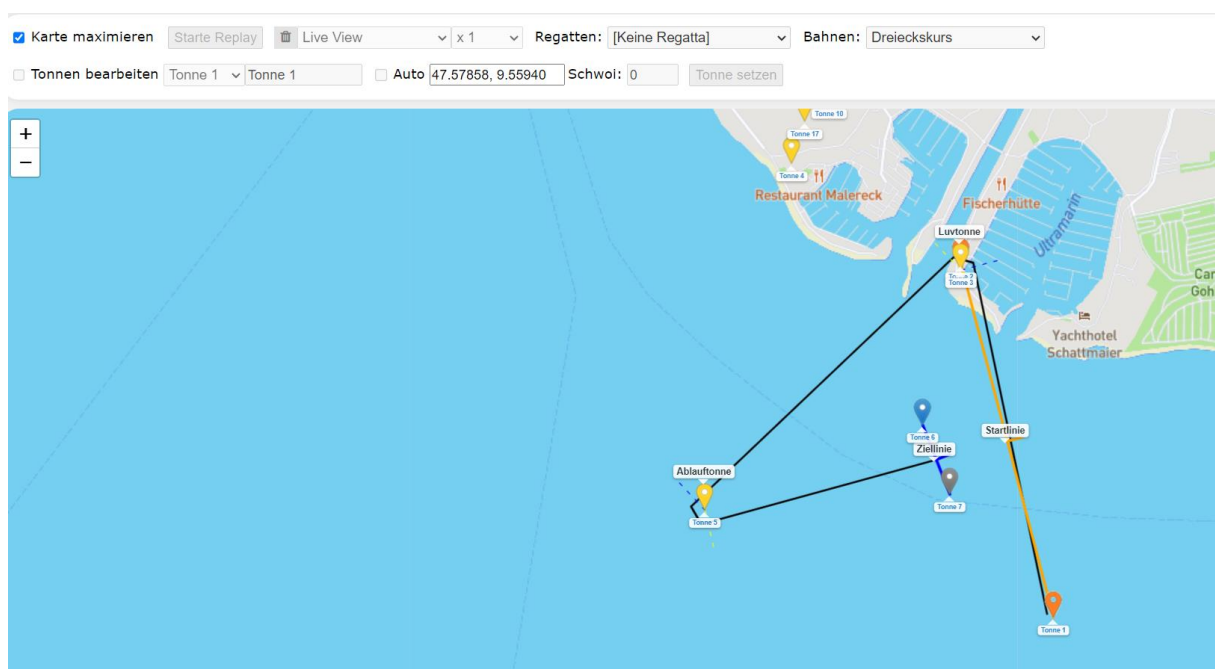 Karte maximieren Starte Replay Live View x 1 Regatten: [Keine Regatta] Bahnen: Dreieckskurs
Tonnen bearbeiten Tonne 1 Tonne 1 Auto 47.57858, 9.55940 Schwoi: 0 Tonne setzen
+
−
Tonne 10
Tonne 17
Tonne 4
Restaurant Malereck
Fischerhütte
Ultramarin
Luvtonne
Tonne 3
Yachthotel
Schattmaier
Tonne 6
Startlinie
Ziellinie
Ablauftonne
Tonne 7
Tonne 5
Tonne 1